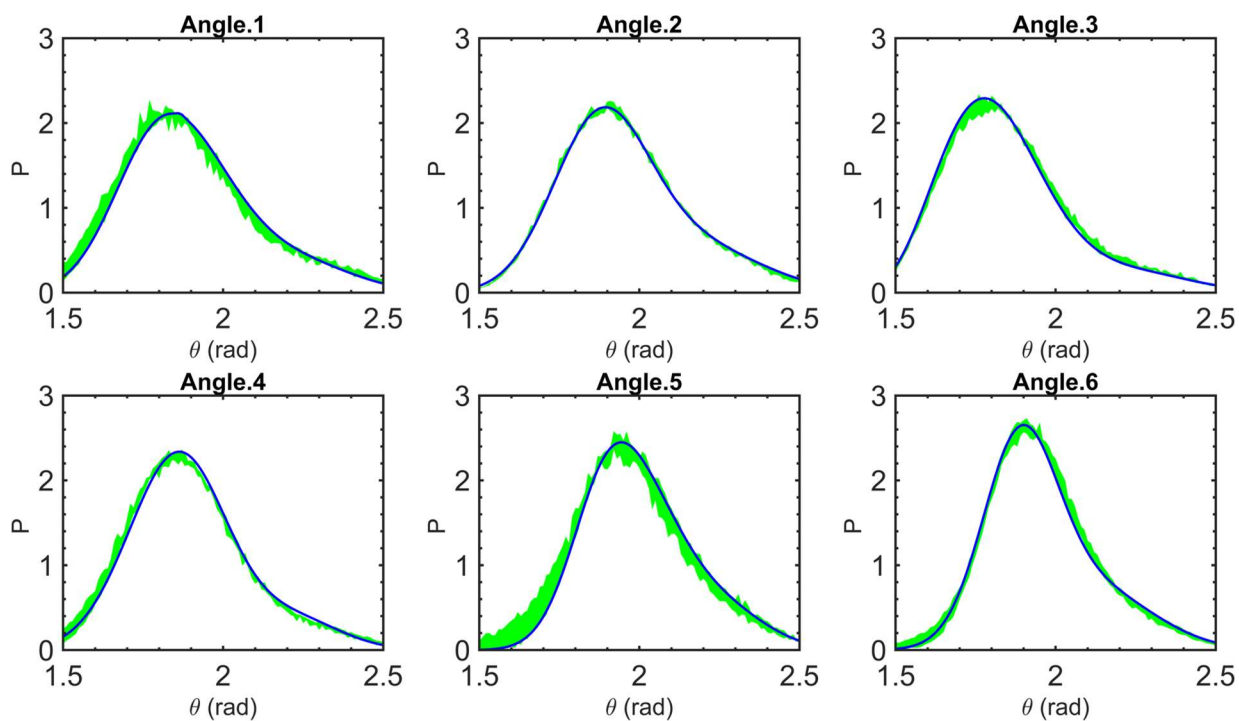 Angle.1 Angle.2 Angle.3
3 3 3
2 2 2
P P P
1 1 1
0 0 0
1.5 2 2.5 1.5 2 2.5 1.5 2 2.5
θ (rad) θ (rad) θ (rad)
Angle.4 Angle.5 Angle.6
3 3 3
2 2 2
P P P
1 1 1
0 0 0
1.5 2 2.5 1.5 2 2.5 1.5 2 2.5
θ (rad) θ (rad) θ (rad)